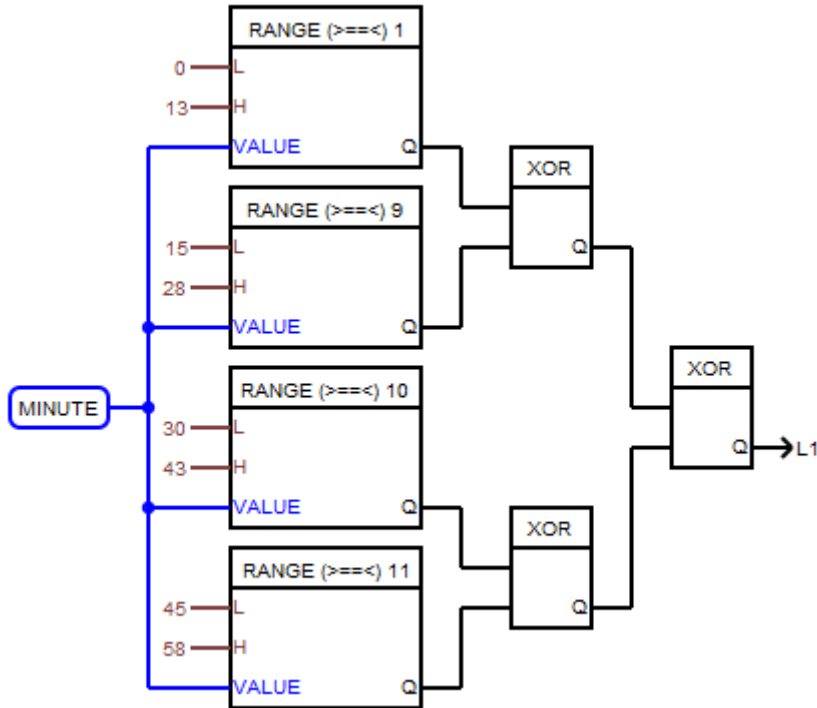 RANGE (>==<) 1
0 L
13 H
VALUE Q
XOR
Q
RANGE (>==<) 9
15 L
28 H
VALUE Q
MINUTE
RANGE (>==<) 10
30 L
43 H
VALUE Q
XOR
Q L1
XOR
Q
RANGE (>==<) 11
45 L
58 H
VALUE Q